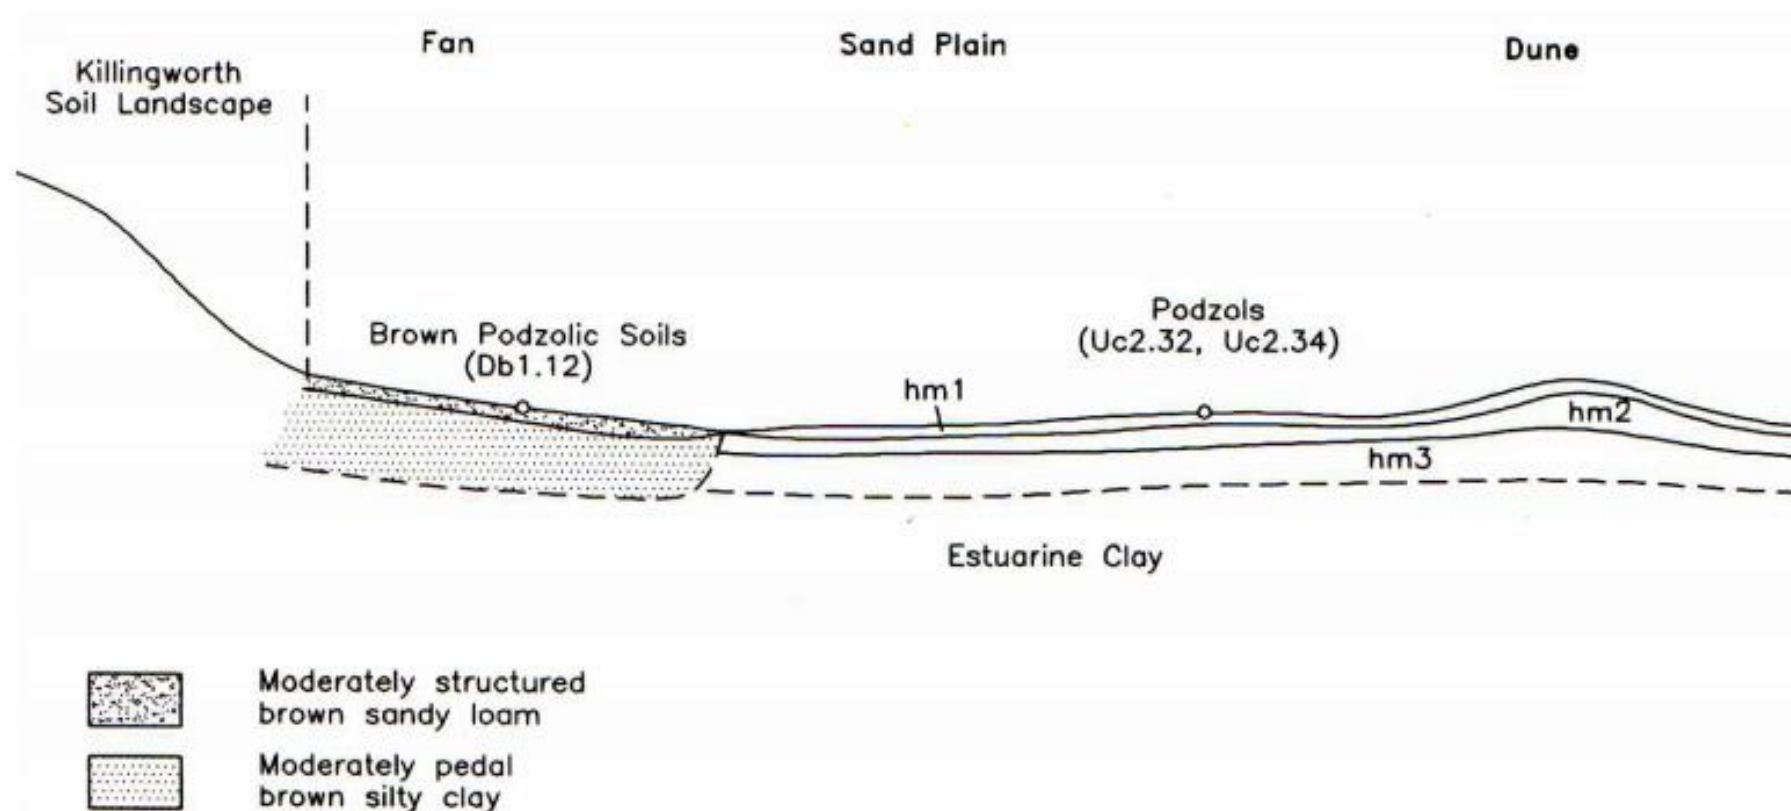 Fan
Sand Plain
Dune
Killingworth
Soil Landscape
Brown Podzolic Soils
(Db1.12)
Podzols
(Uc2.32, Uc2.34)
hm1
hm2
hm3
Estuarine Clay
Moderately structured
brown sandy loam
Moderately pedal
brown silty clay